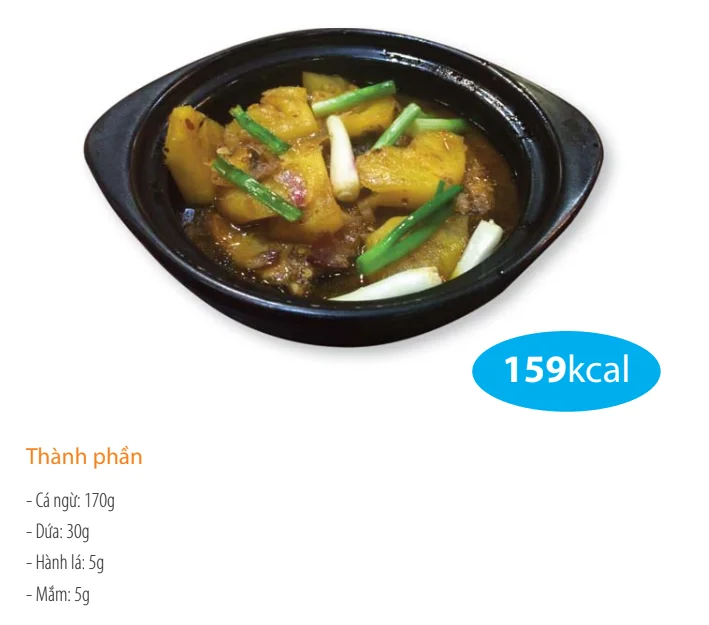 159kcal
Thành phần
- Cá ngừ: 170g
- Dứa: 30g
- Hành lá: 5g
- Mắm: 5g